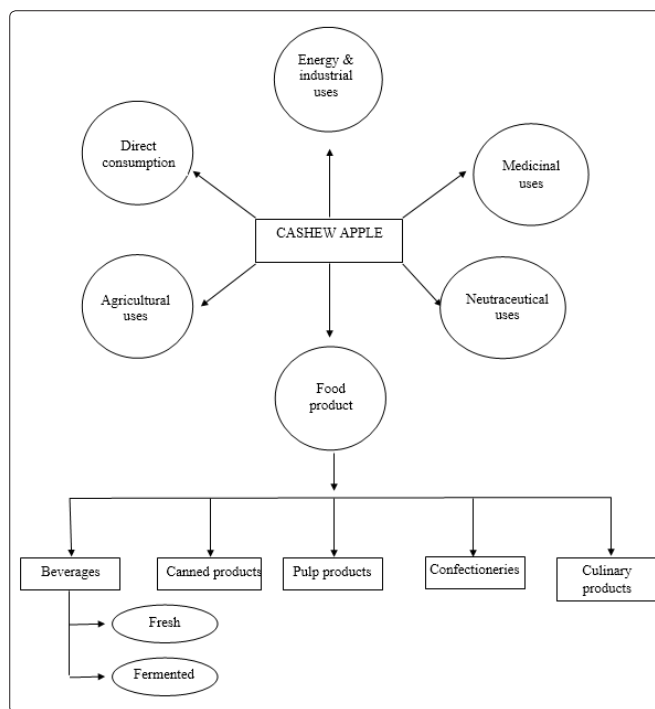 Energy &
industrial
uses
Direct
consumption
Medicinal
uses
CASHEW APPLE
Agricultural
uses
Neutraceutical
uses
Food
product
Beverages
Canned products
Pulp products
Confectioneries
Culinary
products
Fresh
Fermented